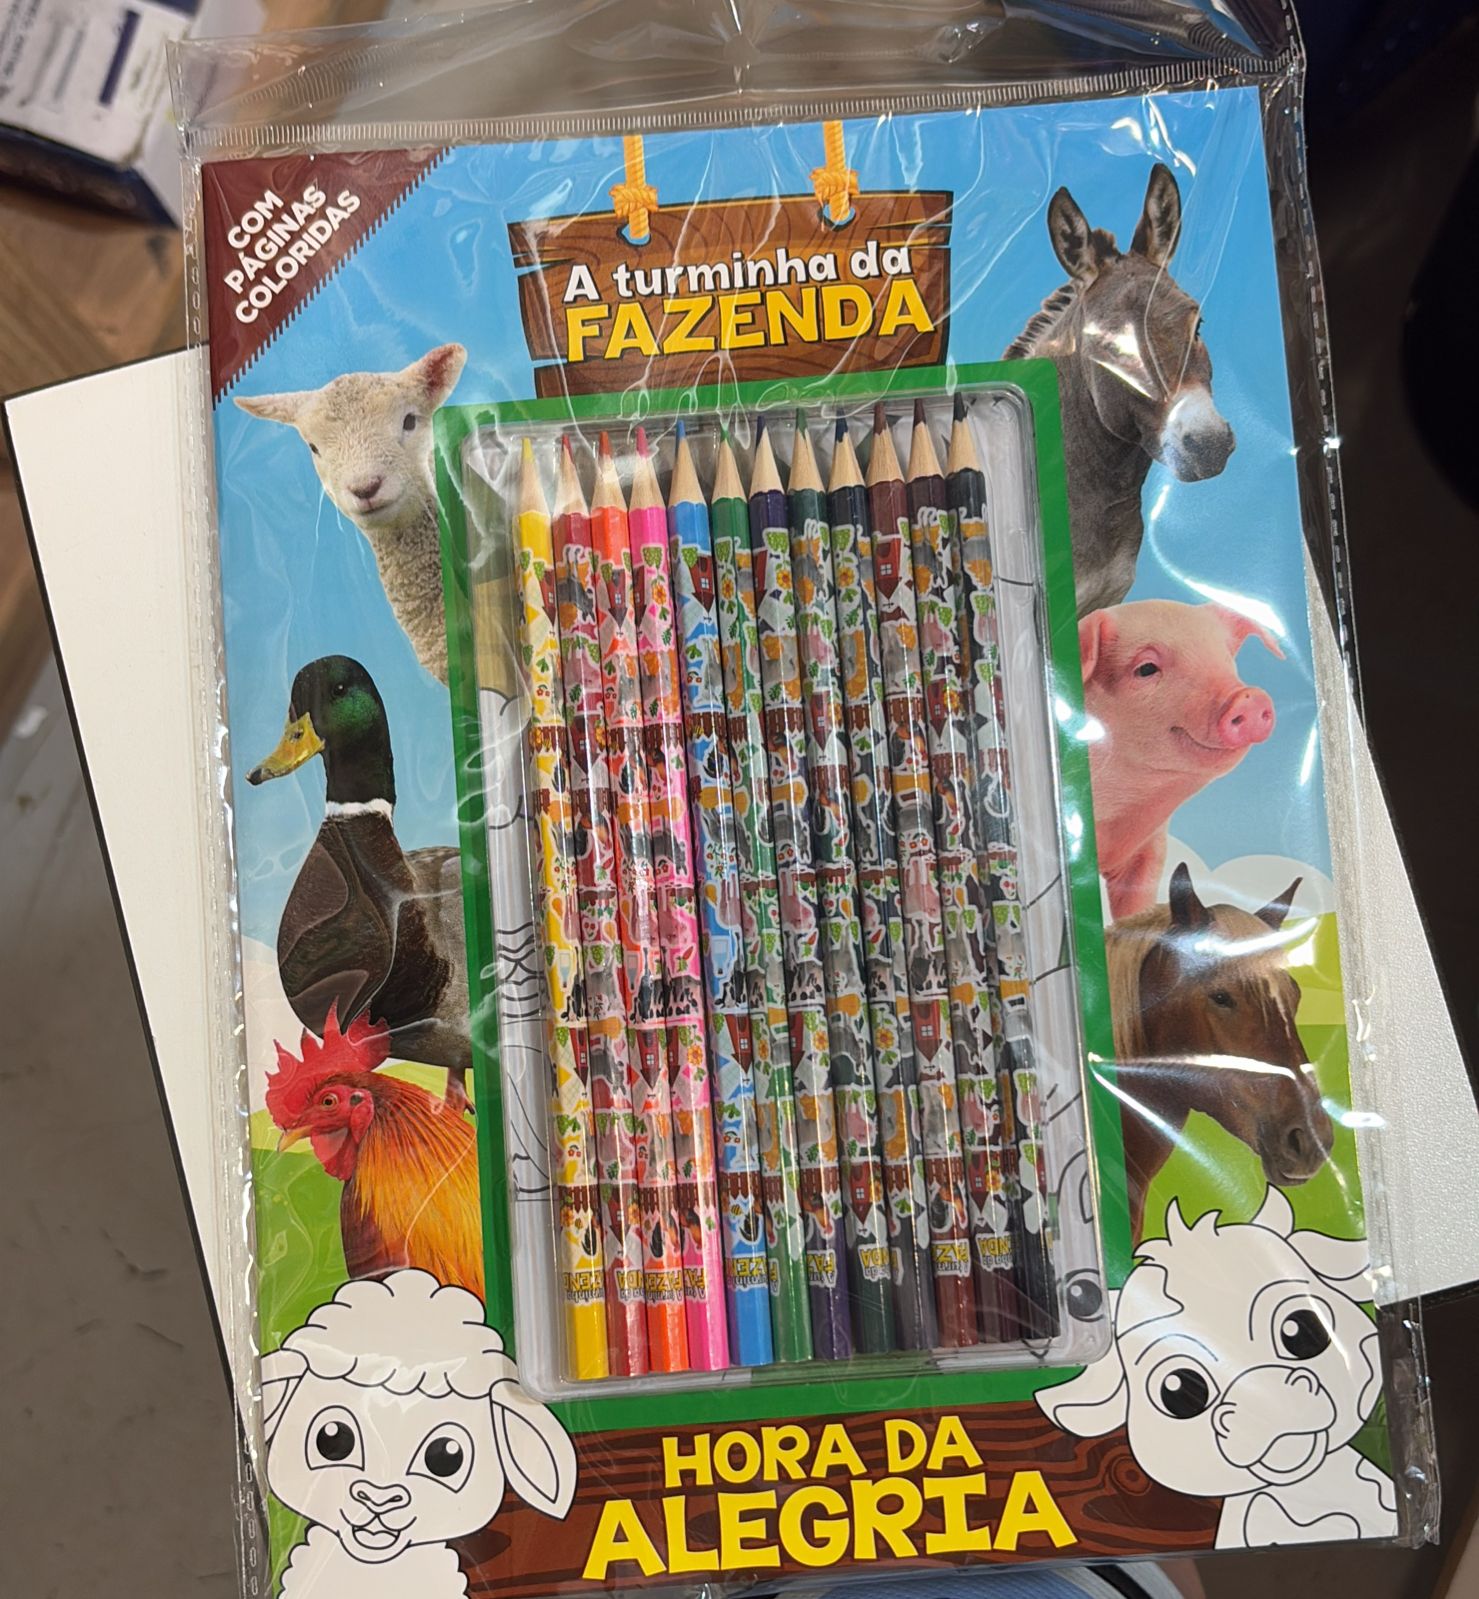 COM
PÁGINAS
COLORIDAS
A turminha da
FAZENDA
HORA DA
ALEGRIA